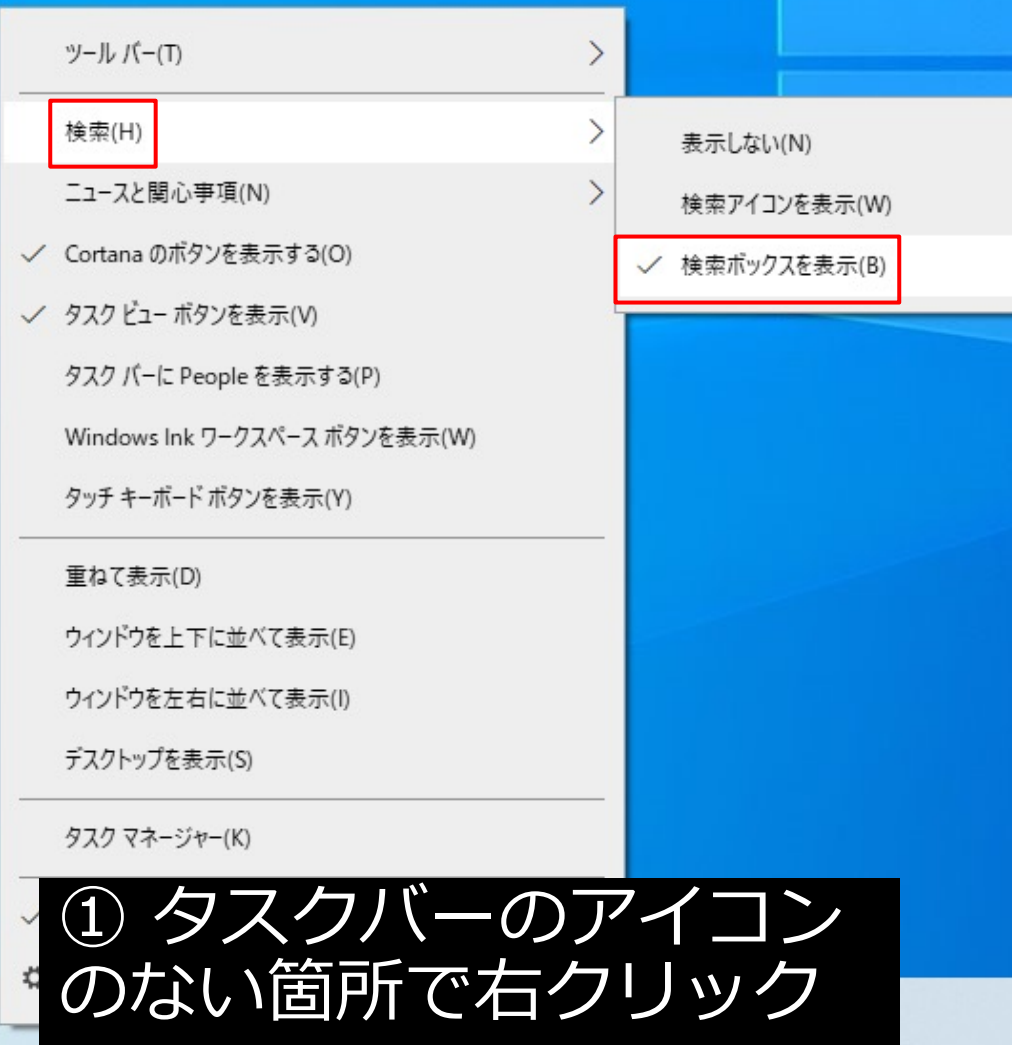 ツール バー(T)
検索(H)
ニュースと関心事項(N)
Cortana のボタンを表示する(O)
タスク ビュー ボタンを表示(V)
タスク バーに People を表示する(P)
Windows Ink ワークスペース ボタンを表示(W)
タッチ キーボード ボタンを表示(Y)
重ねて表示(D)
ウィンドウを上下に並べて表示(E)
ウィンドウを左右に並べて表示(I)
デスクトップを表示(S)
タスク マネージャー(K)
表示しない(N)
検索アイコンを表示(W)
検索ボックスを表示(B)
① タスクバーのアイコン
のない箇所で右クリック